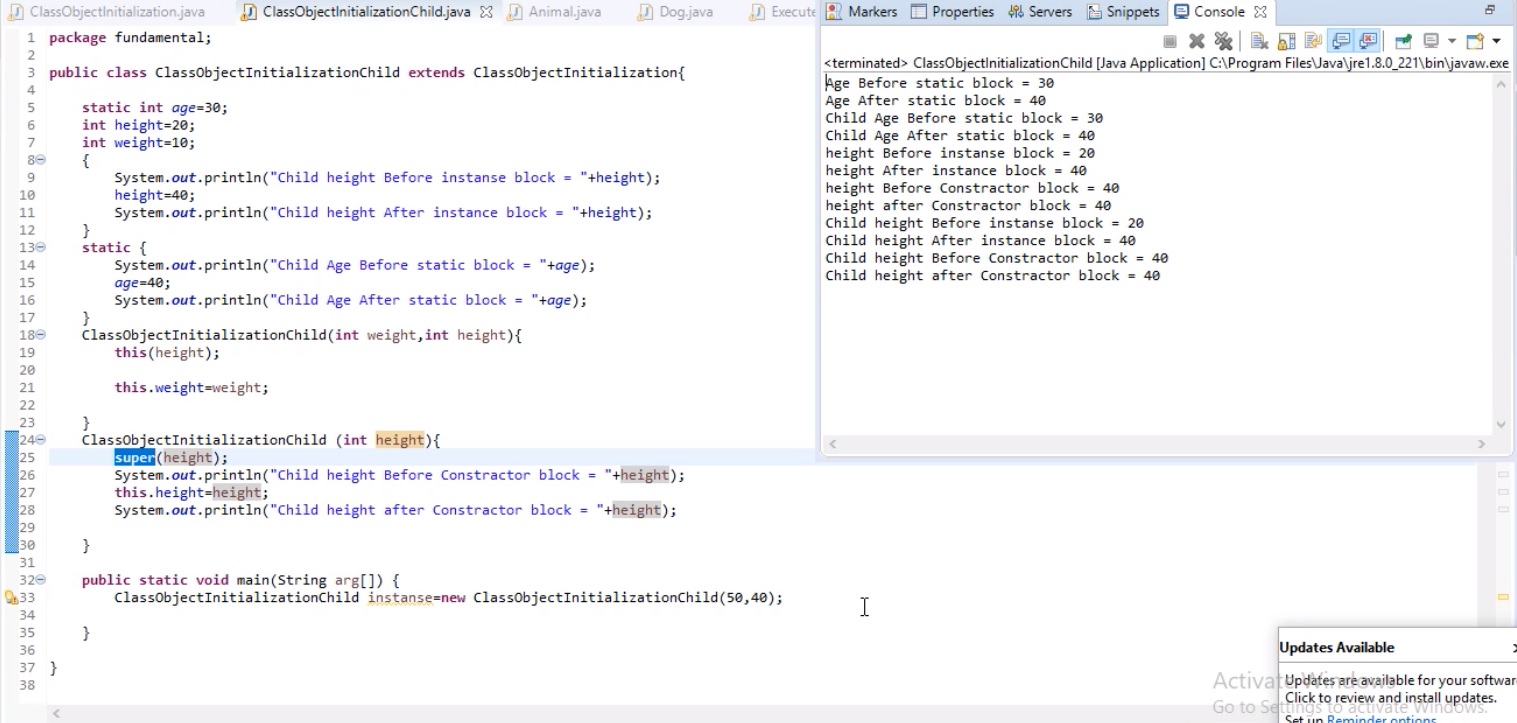 ClassObjectInitialization.java ClassObjectInitializationChild.java Animal.java Dog.java Execute
Markers Properties Servers Snippets Console
<terminated> ClassObjectInitializationChild [Java Application] C:\Program Files\Java\jre1.8.0_221\bin\javaw.exe
1 package fundamental;
2
3 public class ClassObjectInitializationChild extends ClassObjectInitialization{
4
5 static int age=30;
6 int height=20;
7 int weight=10;
8 {
9 System.out.println("Child height Before instanse block = "+height);
10 height=40;
11 System.out.println("Child height After instance block = "+height);
12 }
13 static {
14 System.out.println("Child Age Before static block = "+age);
15 age=40;
16 System.out.println("Child Age After static block = "+age);
17 }
18 ClassObjectInitializationChild(int weight,int height){
19 this(height);
20
21 this.weight=weight;
22
23 }
24 ClassObjectInitializationChild (int height){
25 super(height);
26 System.out.println("Child height Before Constractor block = "+height);
27 this.height=height;
28 System.out.println("Child height after Constractor block = "+height);
29
30 }
31
32 public static void main(String arg[]) {
33 ClassObjectInitializationChild instanse=new ClassObjectInitializationChild(50,40);
34
35 }
36
37 }
38
Age Before static block = 30
Age After static block = 40
Child Age Before static block = 30
Child Age After static block = 40
height Before instanse block = 20
height After instance block = 40
height Before Constractor block = 40
height after Constractor block = 40
Child height Before instanse block = 20
Child height After instance block = 40
Child height Before Constractor block = 40
Child height after Constractor block = 40
Updates Available
Updates are available for your softwar
Click to review and install updates.
Set up Reminder options
Activate Windows
Go to Settings to activate Windows.